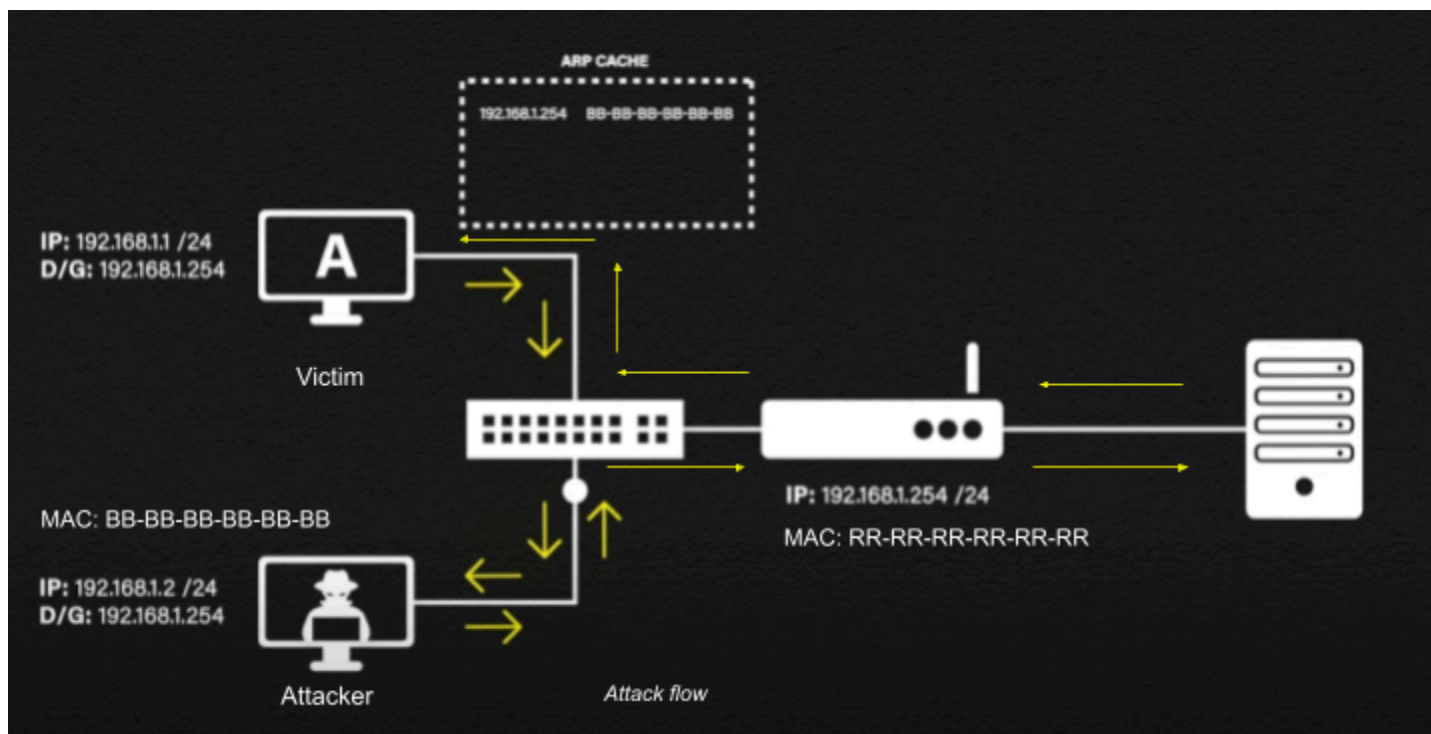 ARP CACHE
192.168.1.254 BB-BB-BB-BB-BB-BB
IP: 192.168.1.1 /24
D/G: 192.168.1.254
A
Victim
IP: 192.168.1.254 /24
MAC: RR-RR-RR-RR-RR-RR
MAC: BB-BB-BB-BB-BB-BB
IP: 192.168.1.2 /24
D/G: 192.168.1.254
Attacker
Attack flow